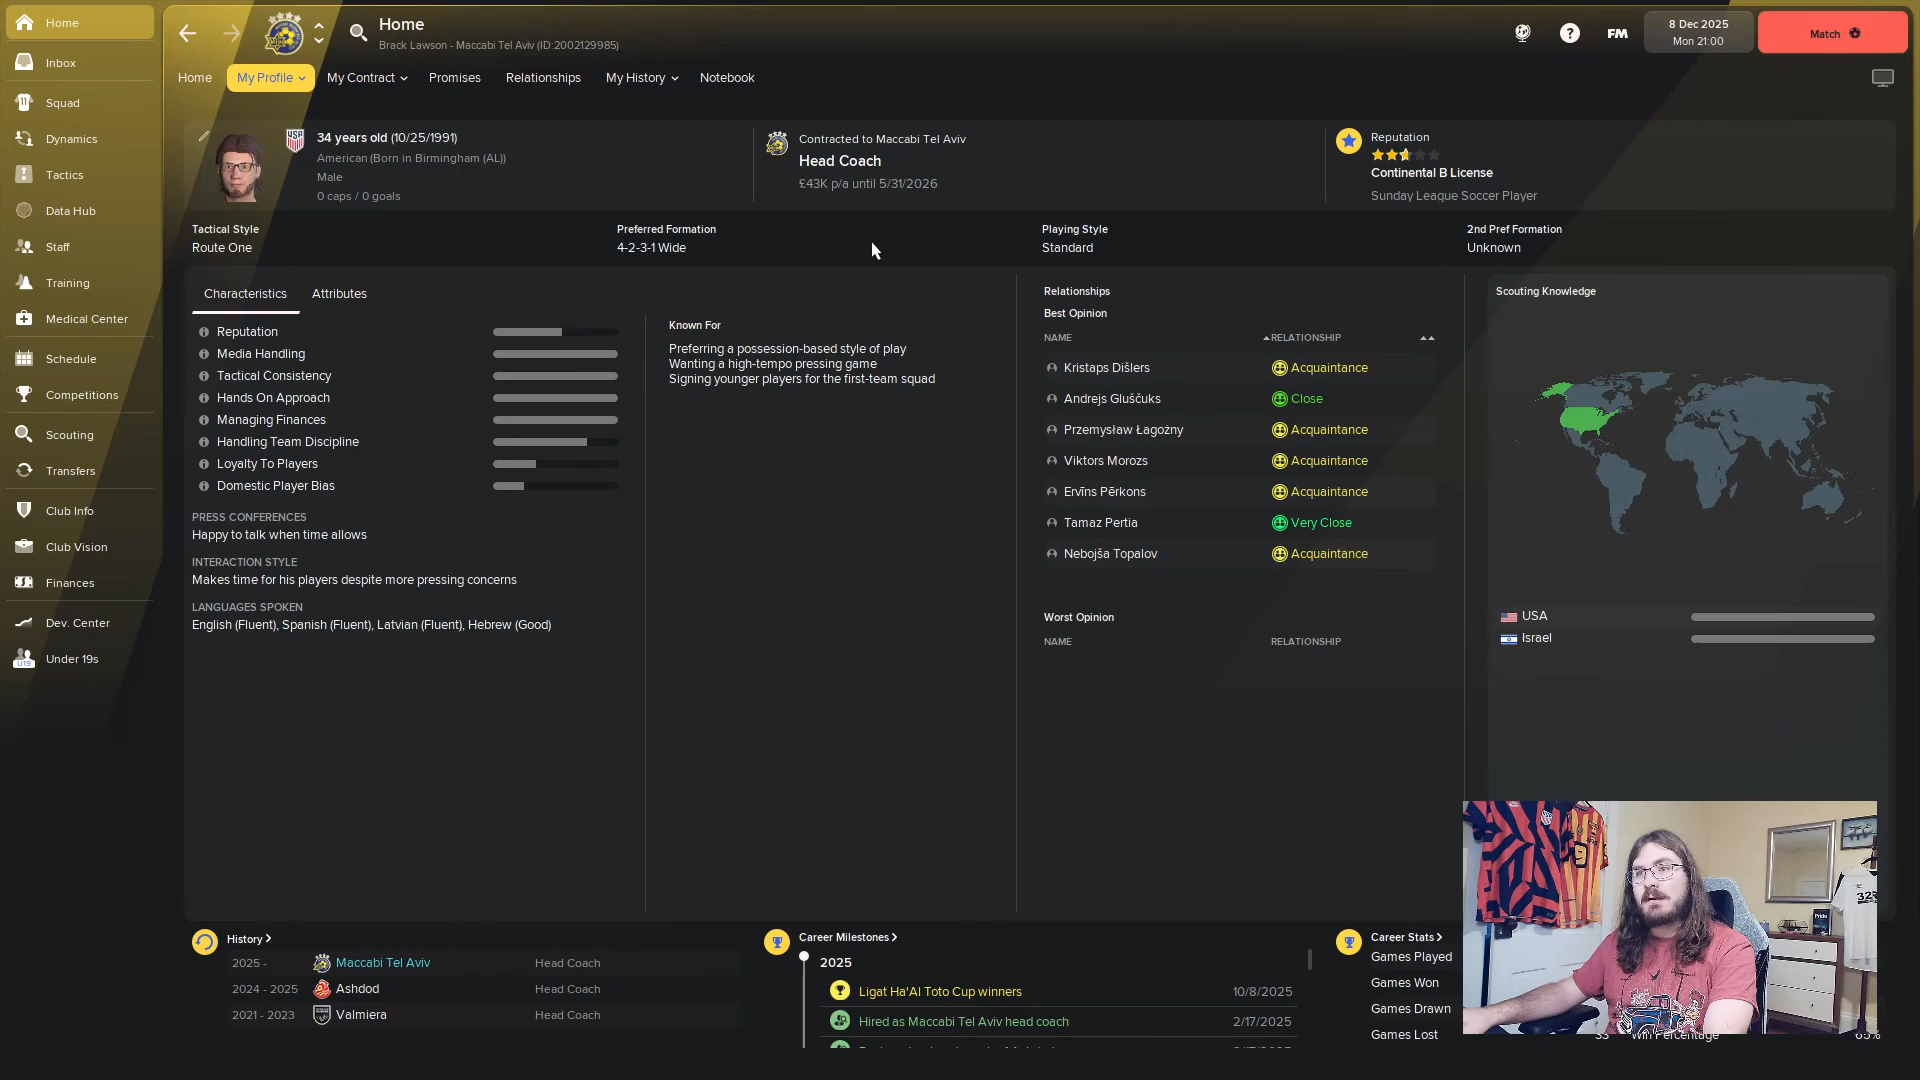 Home
Home
Brack Lawson - Maccabi Tel Aviv (ID:2002129985)
8 Dec 2025
Mon 21:00
Match
FM
Inbox
Squad
Dynamics
Tactics
Data Hub
Staff
Training
Medical Center
Schedule
Competitions
Scouting
Transfers
Club Info
Club Vision
Finances
Dev. Center
Under 19s
Home My Profile My Contract Promises Relationships My History Notebook
34 years old (10/25/1991)
American (Born in Birmingham (AL))
Male
0 caps / 0 goals
Contracted to Maccabi Tel Aviv
Head Coach
£43K p/a until 5/31/2026
Reputation
Continental B License
Sunday League Soccer Player
Tactical Style
Route One
Preferred Formation
4-2-3-1 Wide
Playing Style
Standard
2nd Pref Formation
Unknown
Characteristics Attributes
Reputation
Media Handling
Tactical Consistency
Hands On Approach
Managing Finances
Handling Team Discipline
Loyalty To Players
Domestic Player Bias
PRESS CONFERENCES
Happy to talk when time allows
INTERACTION STYLE
Makes time for his players despite more pressing concerns
LANGUAGES SPOKEN
English (Fluent), Spanish (Fluent), Latvian (Fluent), Hebrew (Good)
Known For
Preferring a possession-based style of play
Wanting a high-tempo pressing game
Signing younger players for the first-team squad
Relationships
Best Opinion
NAME RELATIONSHIP
Kristaps Dišlers Acquaintance
Andrejs Gluščuks Close
Przemysław Łagożny Acquaintance
Viktors Morozs Acquaintance
Ervīns Pērkons Acquaintance
Tamaz Pertia Very Close
Nebojša Topalov Acquaintance
Worst Opinion
NAME RELATIONSHIP
Scouting Knowledge
USA
Israel
History
2025 - Maccabi Tel Aviv Head Coach
2024 - 2025 Ashdod Head Coach
2021 - 2023 Valmiera Head Coach
Career Milestones
2025
Ligat Ha'Al Toto Cup winners 10/8/2025
Hired as Maccabi Tel Aviv head coach 2/17/2025
Career Stats
Games Played
Games Won
Games Drawn
Games Lost 33 Win Percentage 65%
Pride